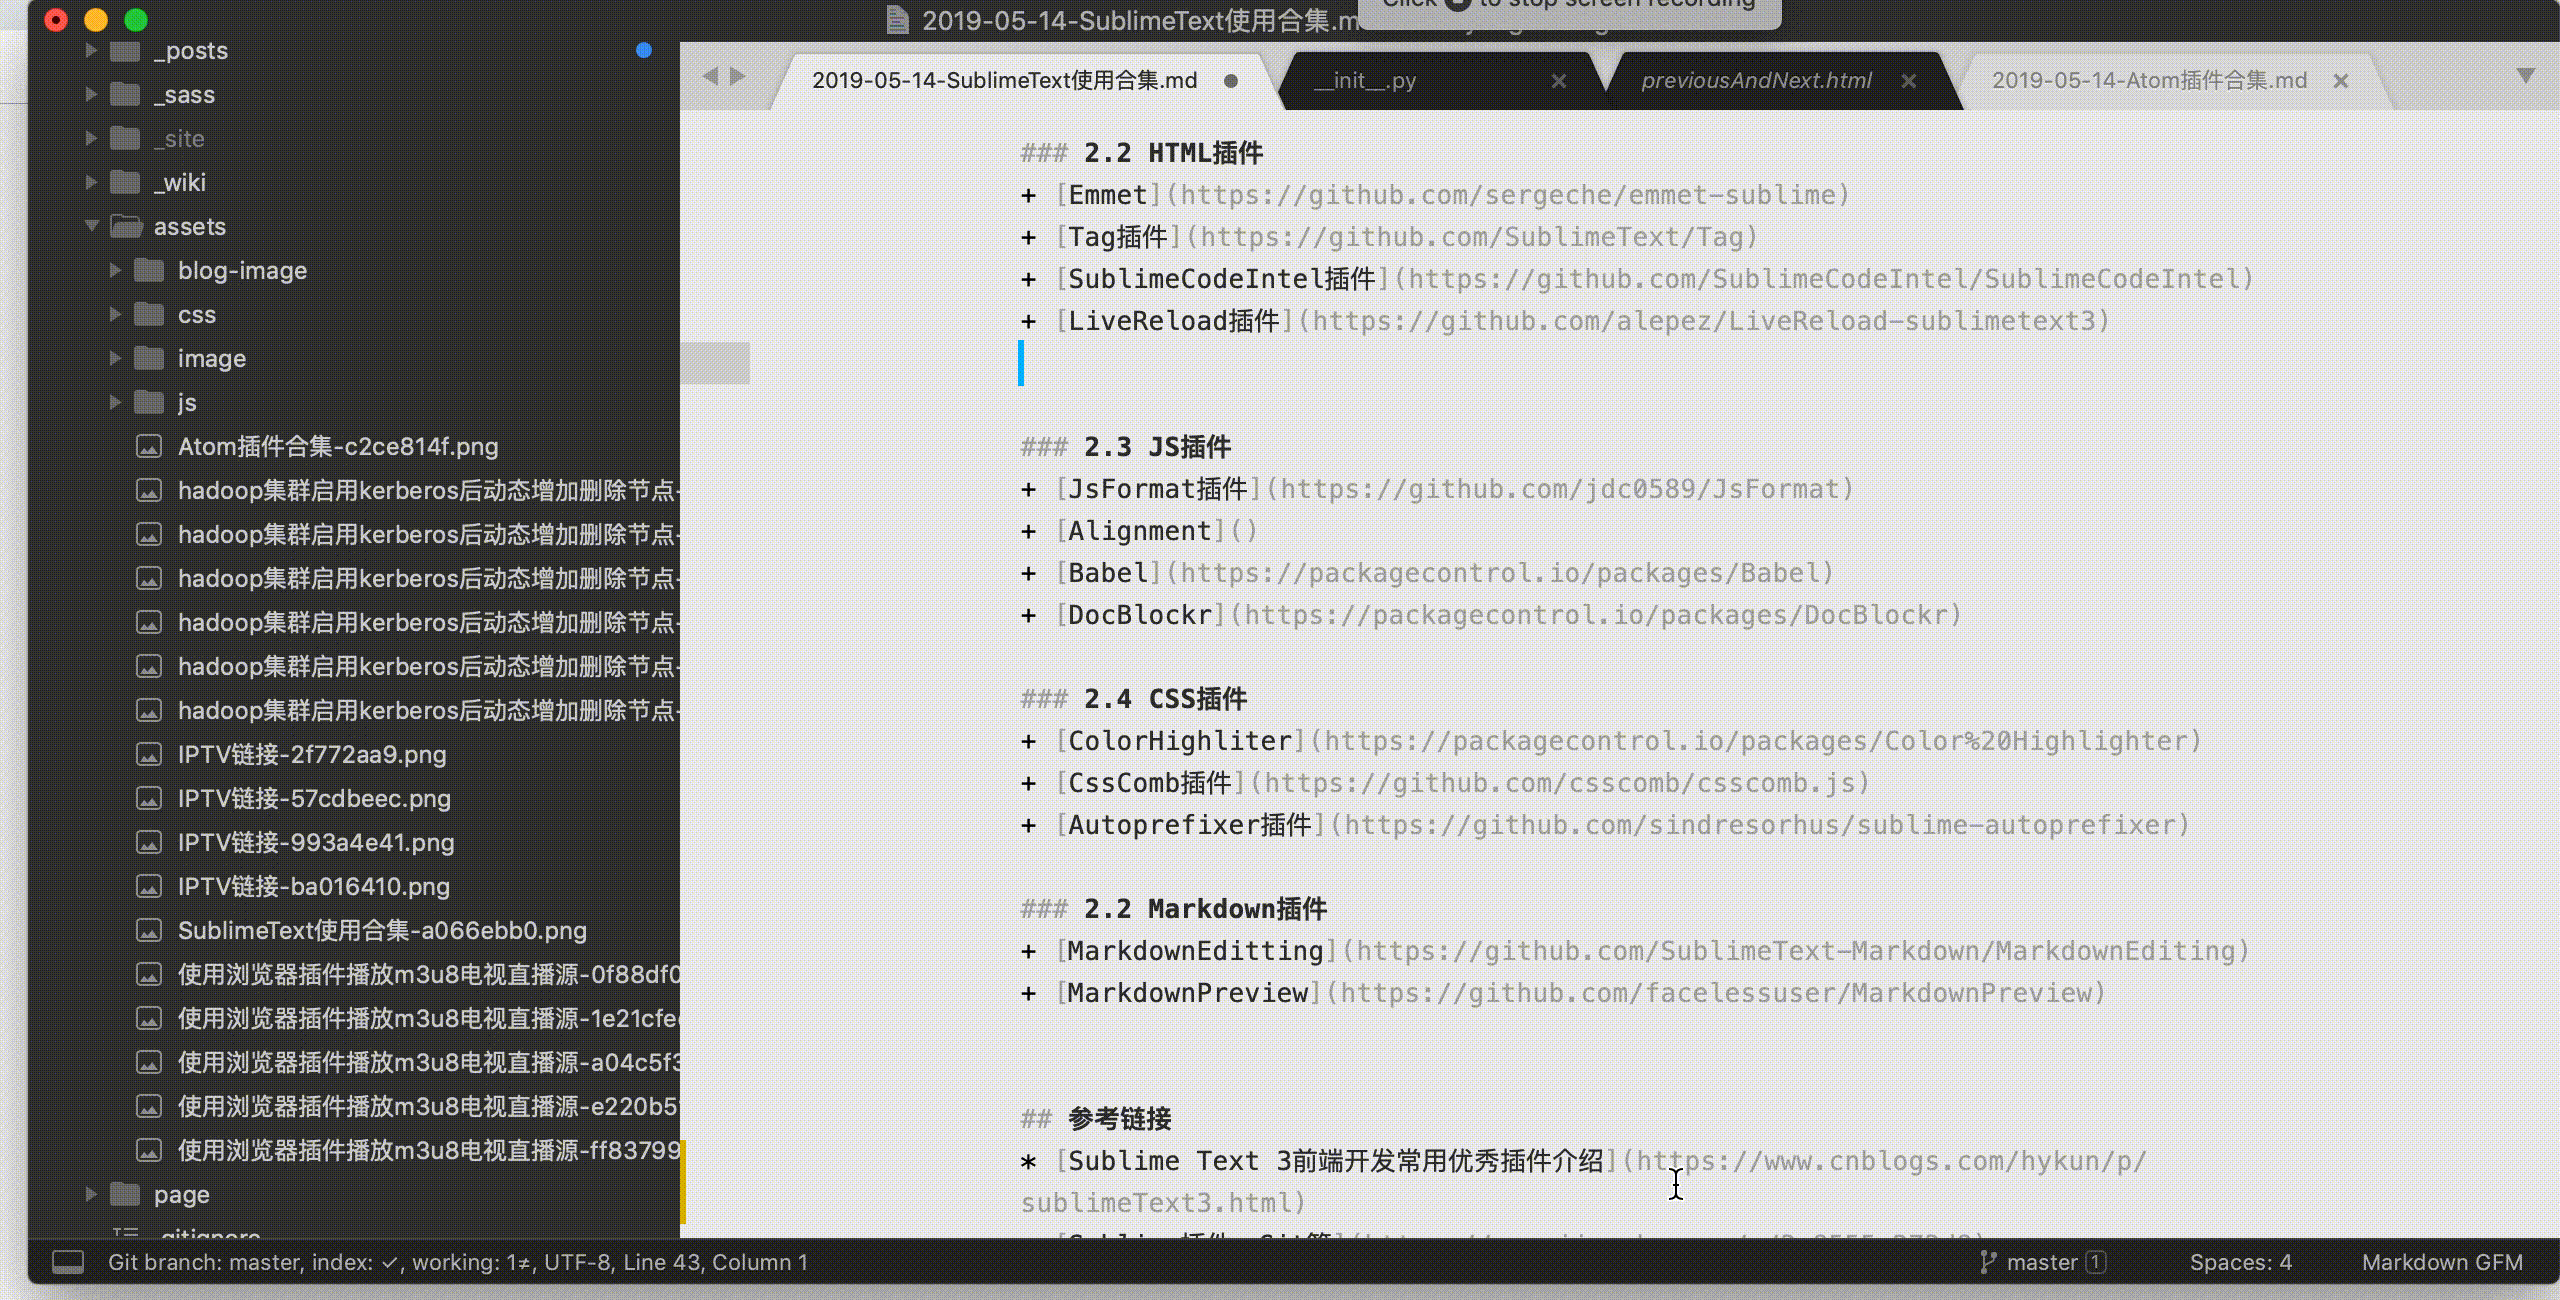 Click to stop screen recording
2019-05-14-SublimeText使用合集.m
_posts
_sass
_site
_wiki
assets
blog-image
css
image
js
Atom插件合集-c2ce814f.png
hadoop集群启用kerberos后动态增加删除节点-
hadoop集群启用kerberos后动态增加删除节点-
hadoop集群启用kerberos后动态增加删除节点-
hadoop集群启用kerberos后动态增加删除节点-
hadoop集群启用kerberos后动态增加删除节点-
hadoop集群启用kerberos后动态增加删除节点-
IPTV链接-2f772aa9.png
IPTV链接-57cdbeec.png
IPTV链接-993a4e41.png
IPTV链接-ba016410.png
SublimeText使用合集-a066ebb0.png
使用浏览器插件播放m3u8电视直播源-0f88df0
使用浏览器插件播放m3u8电视直播源-1e21cfe
使用浏览器插件播放m3u8电视直播源-a04c5f3
使用浏览器插件播放m3u8电视直播源-e220b5
使用浏览器插件播放m3u8电视直播源-ff83799
page
.gitignore
2019-05-14-SublimeText使用合集.md
__init__.py
previousAndNext.html
2019-05-14-Atom插件合集.md
### 2.2 HTML插件
+ [Emmet](https://github.com/sergeche/emmet-sublime)
+ [Tag插件](https://github.com/SublimeText/Tag)
+ [SublimeCodeIntel插件](https://github.com/SublimeCodeIntel/SublimeCodeIntel)
+ [LiveReload插件](https://github.com/alepez/LiveReload-sublimetext3)
### 2.3 JS插件
+ [JsFormat插件](https://github.com/jdc0589/JsFormat)
+ [Alignment]()
+ [Babel](https://packagecontrol.io/packages/Babel)
+ [DocBlockr](https://packagecontrol.io/packages/DocBlockr)
### 2.4 CSS插件
+ [ColorHighliter](https://packagecontrol.io/packages/Color%20Highlighter)
+ [CssComb插件](https://github.com/csscomb/csscomb.js)
+ [Autoprefixer插件](https://github.com/sindresorhus/sublime-autoprefixer)
### 2.2 Markdown插件
+ [MarkdownEditting](https://github.com/SublimeText-Markdown/MarkdownEditing)
+ [MarkdownPreview](https://github.com/facelessuser/MarkdownPreview)
## 参考链接
* [Sublime Text 3前端开发常用优秀插件介绍](https://www.cnblogs.com/hykun/p/
sublimeText3.html)
Git branch: master, index: ✓, working: 1≠, UTF-8, Line 43, Column 1
master 1
Spaces: 4
Markdown GFM